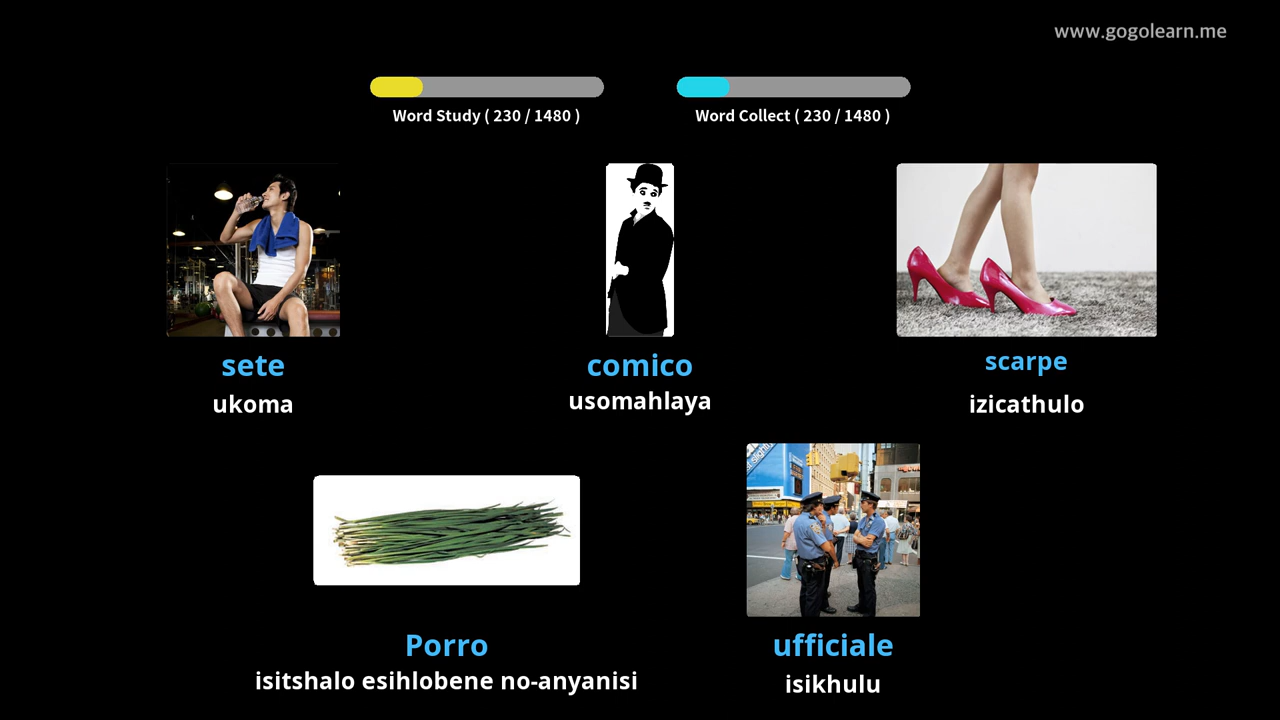 www.gogolearn.me
Word Study ( 230 / 1480 )
Word Collect ( 230 / 1480 )
sete
ukoma
comico
usomahlaya
scarpe
izicathulo
Porro
isitshalo esihlobene no-anyanisi
ufficiale
isikhulu